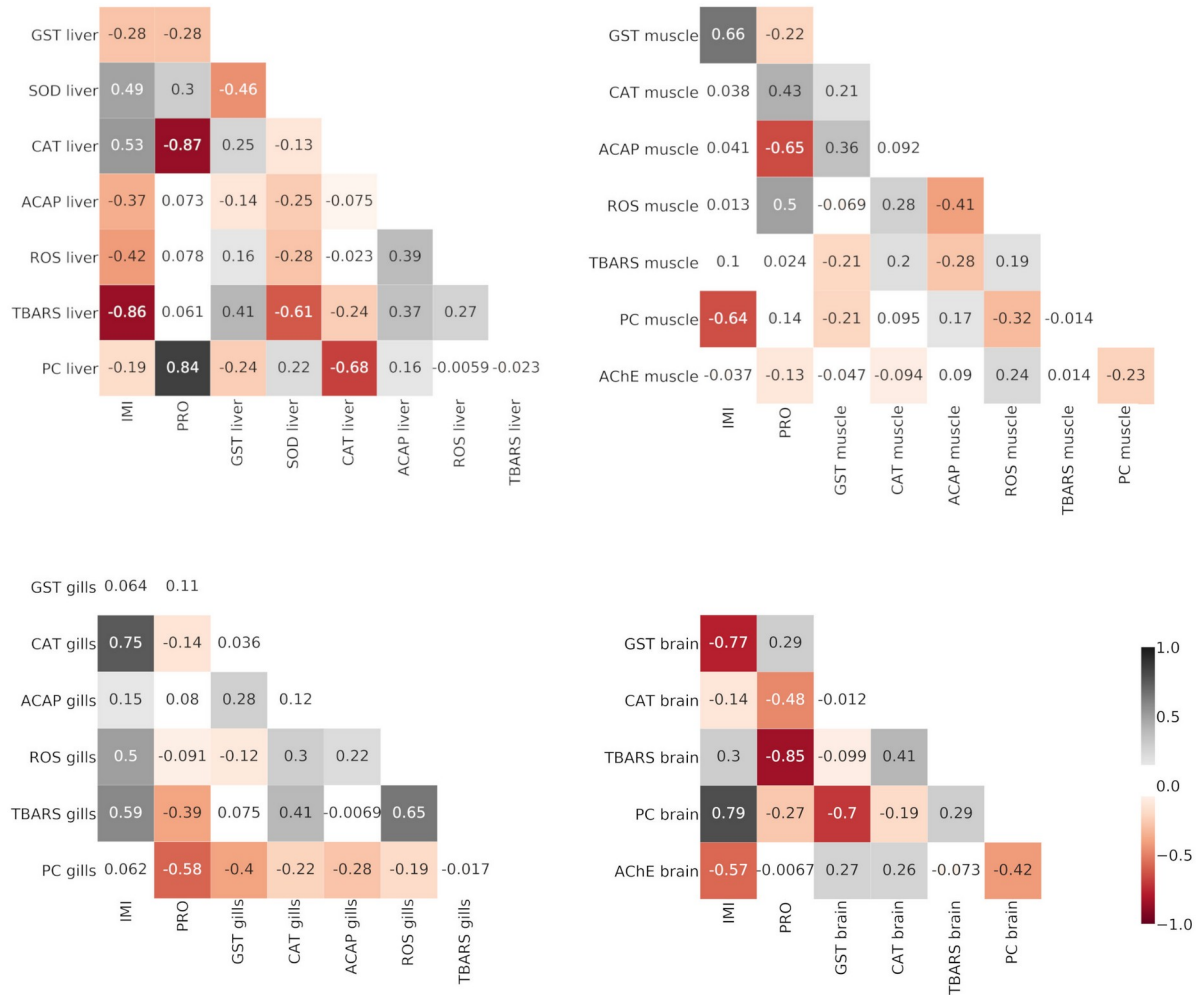 GST liver -0.28 -0.28
SOD liver 0.49 0.3 -0.46
CAT liver 0.53 -0.87 0.25 -0.13
ACAP liver -0.37 0.073 -0.14 -0.25 -0.075
ROS liver -0.42 0.078 0.16 -0.28 -0.023 0.39
TBARS liver -0.86 0.061 0.41 -0.61 -0.24 0.37 0.27
PC liver -0.19 0.84 -0.24 0.22 -0.68 0.16 -0.0059 -0.023
IMI PRO GST liver SOD liver CAT liver ACAP liver ROS liver TBARS liver
GST muscle 0.66 -0.22
CAT muscle 0.038 0.43 0.21
ACAP muscle 0.041 -0.65 0.36 0.092
ROS muscle 0.013 0.5 -0.069 0.28 -0.41
TBARS muscle 0.1 0.024 -0.21 0.2 -0.28 0.19
PC muscle -0.64 0.14 -0.21 0.095 0.17 -0.32 -0.014
AChE muscle -0.037 -0.13 -0.047 -0.094 0.09 0.24 0.014 -0.23
IMI PRO GST muscle CAT muscle ACAP muscle ROS muscle TBARS muscle PC muscle
GST gills 0.064 0.11
CAT gills 0.75 -0.14 0.036
ACAP gills 0.15 0.08 0.28 0.12
ROS gills 0.5 -0.091 -0.12 0.3 0.22
TBARS gills 0.59 -0.39 0.075 0.41 -0.0069 0.65
PC gills 0.062 -0.58 -0.4 -0.22 -0.28 -0.19 -0.017
IMI PRO GST gills CAT gills ACAP gills ROS gills TBARS gills
GST brain -0.77 0.29
CAT brain -0.14 -0.48 -0.012
TBARS brain 0.3 -0.85 -0.099 0.41
PC brain 0.79 -0.27 -0.7 -0.19 0.29
AChE brain -0.57 -0.0067 0.27 0.26 -0.073 -0.42
IMI PRO GST brain CAT brain TBARS brain PC brain
1.0
0.5
0.0
−0.5
−1.0